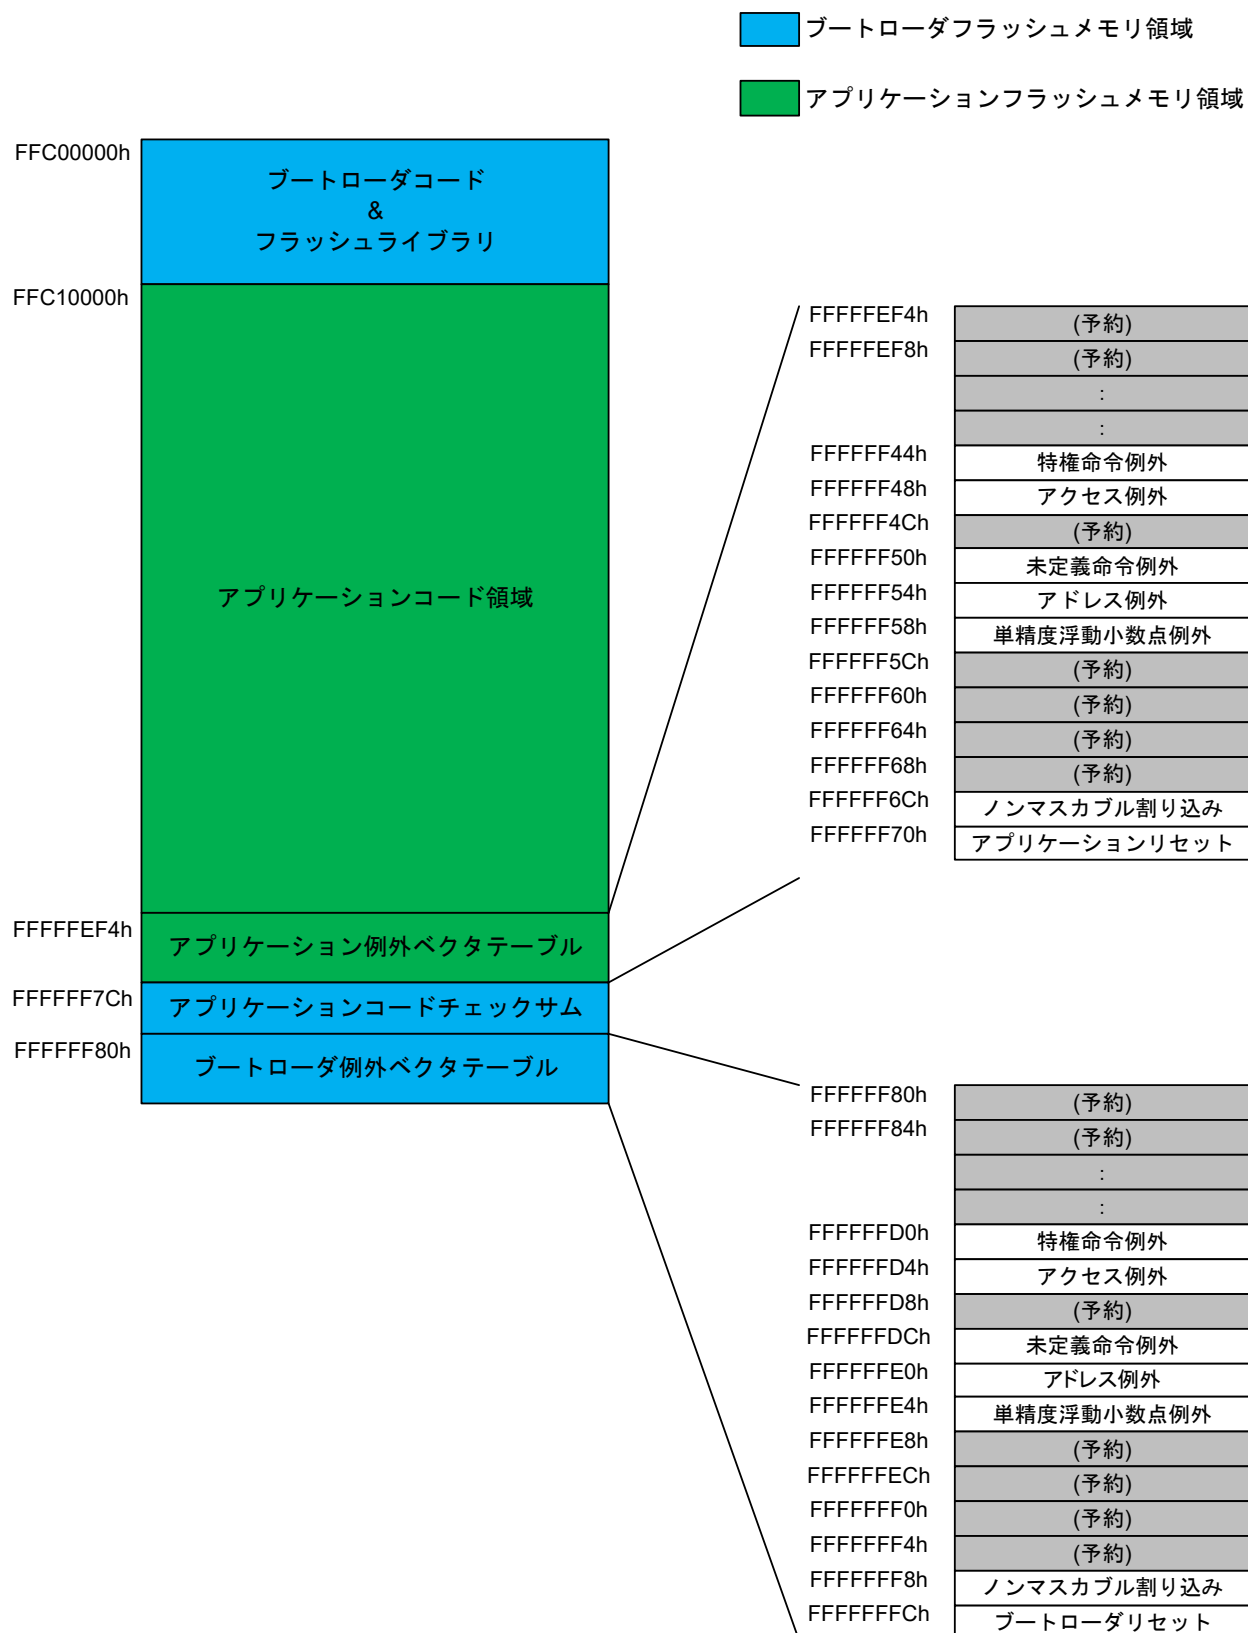 ブートローダフラッシュメモリ領域
アプリケーションフラッシュメモリ領域
FFC00000h
ブートローダコード
&
フラッシュライブラリ
FFC10000h
アプリケーションコード領域
FFFFFEF4h
アプリケーション例外ベクタテーブル
FFFFFF7Ch
アプリケーションコードチェックサム
FFFFFF80h
ブートローダ例外ベクタテーブル
FFFFFEF4h (予約)
FFFFFEF8h (予約)
:
:
FFFFFF44h 特権命令例外
FFFFFF48h アクセス例外
FFFFFF4Ch (予約)
FFFFFF50h 未定義命令例外
FFFFFF54h アドレス例外
FFFFFF58h 単精度浮動小数点例外
FFFFFF5Ch (予約)
FFFFFF60h (予約)
FFFFFF64h (予約)
FFFFFF68h (予約)
FFFFFF6Ch ノンマスカブル割り込み
FFFFFF70h アプリケーションリセット
FFFFFF80h (予約)
FFFFFF84h (予約)
:
:
FFFFFFD0h 特権命令例外
FFFFFFD4h アクセス例外
FFFFFFD8h (予約)
FFFFFFDCh 未定義命令例外
FFFFFFE0h アドレス例外
FFFFFFE4h 単精度浮動小数点例外
FFFFFFE8h (予約)
FFFFFFECh (予約)
FFFFFFF0h (予約)
FFFFFFF4h (予約)
FFFFFFF8h ノンマスカブル割り込み
FFFFFFFCh ブートローダリセット